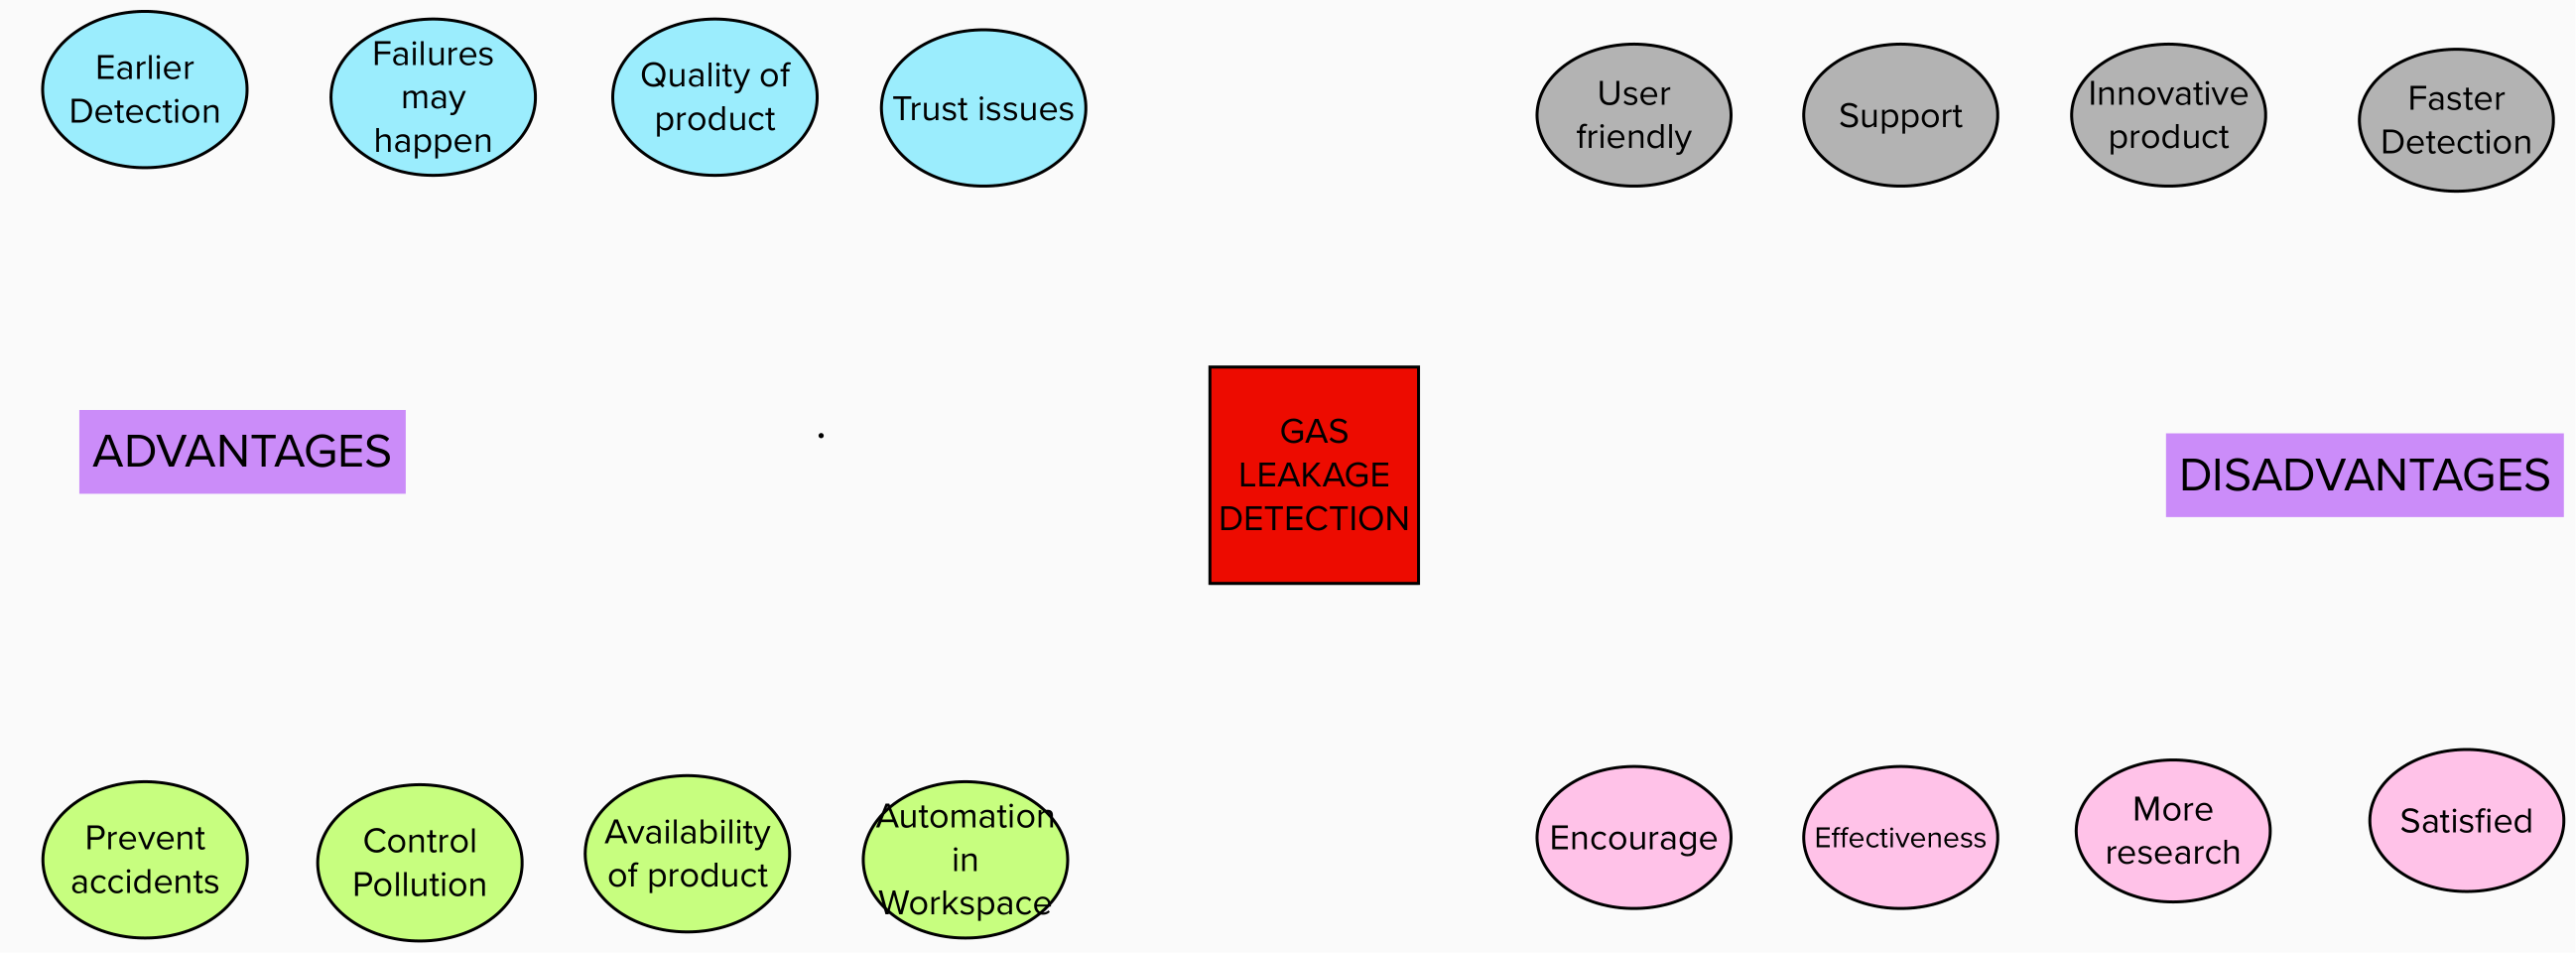 Earlier
Detection
Failures
may
happen
Quality of
product
Trust issues
User
friendly
Support
Innovative
product
Faster
Detection
ADVANTAGES
.
GAS
LEAKAGE
DETECTION
DISADVANTAGES
Prevent
accidents
Control
Pollution
Availability
of product
Automation
in
Workspace
Encourage
Effectiveness
More
research
Satisfied